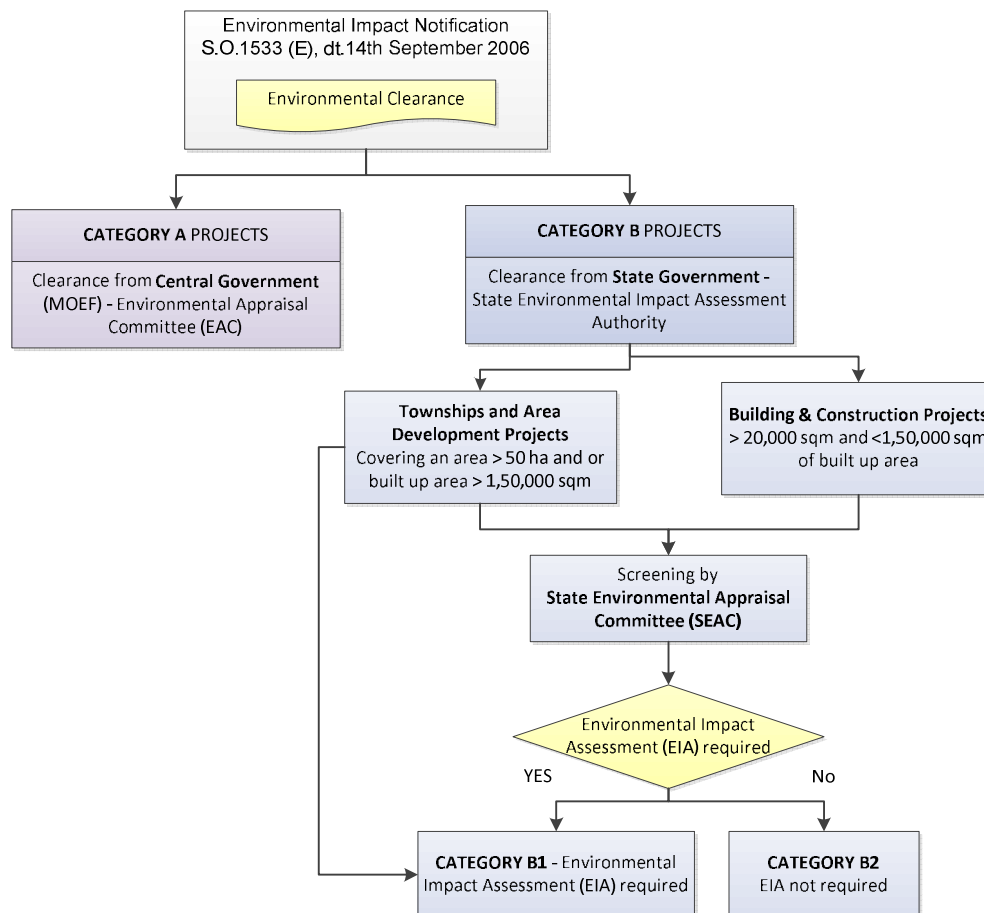 Environmental Impact Notification
S.O.1533 (E), dt.14th September 2006
Environmental Clearance
CATEGORY A PROJECTS
Clearance from Central Government
(MOEF) - Environmental Appraisal
Committee (EAC)
CATEGORY B PROJECTS
Clearance from State Government -
State Environmental Impact Assessment
Authority
Townships and Area
Development Projects
Covering an area > 50 ha and or
built up area > 1,50,000 sqm
Building & Construction Projects
> 20,000 sqm and <1,50,000 sqm
of built up area
Screening by
State Environmental Appraisal
Committee (SEAC)
Environmental Impact
Assessment (EIA) required
YES
No
CATEGORY B1 - Environmental
Impact Assessment (EIA) required
CATEGORY B2
EIA not required